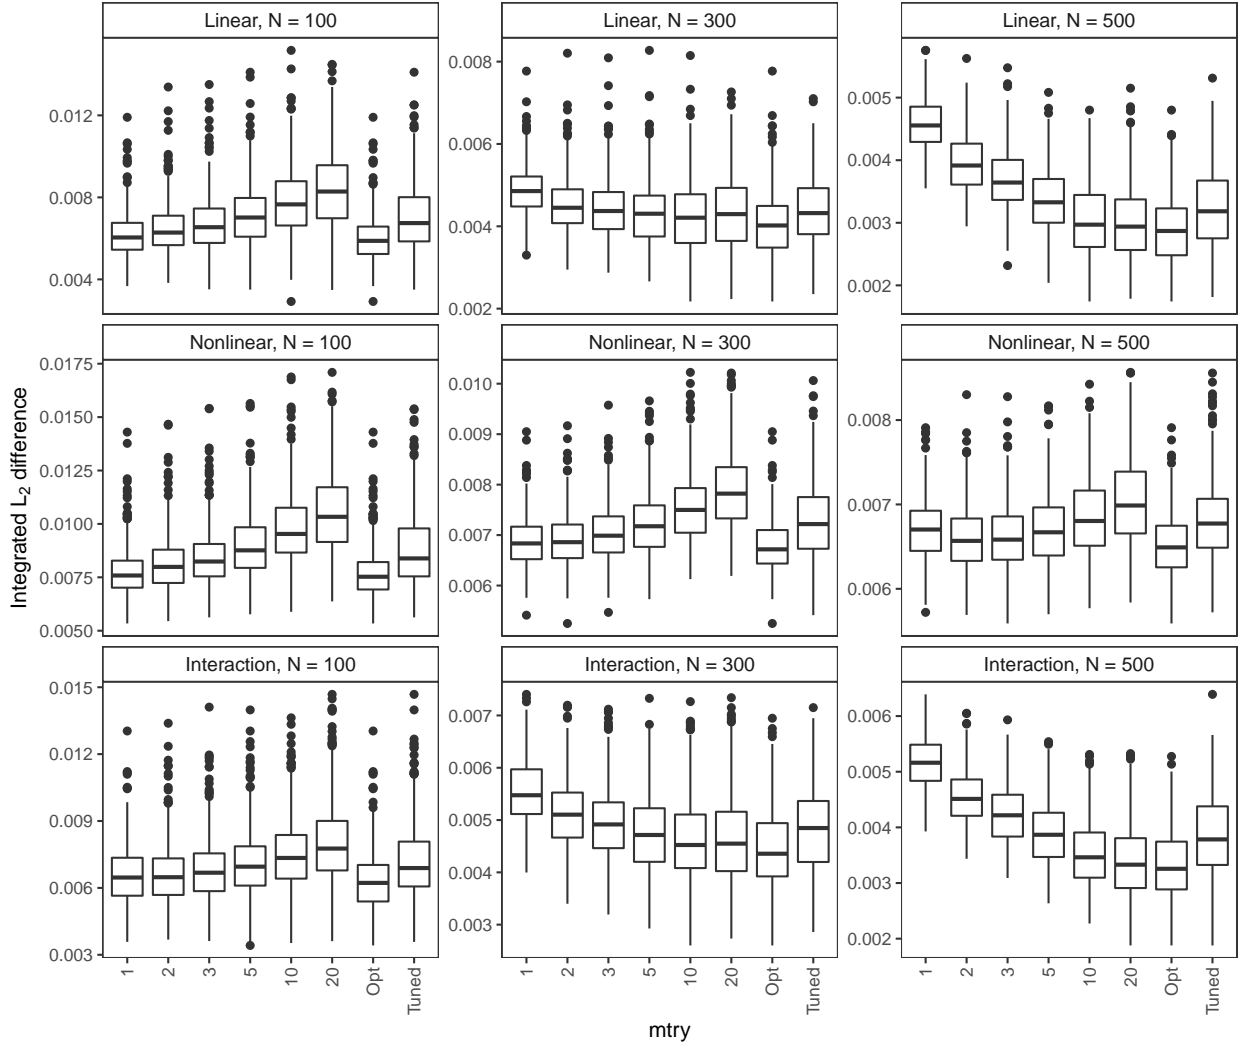 Linear, N = 100
Linear, N = 300
Linear, N = 500
0.012
0.008
0.004
0.008
0.006
0.004
0.002
0.005
0.004
0.003
0.002
Nonlinear, N = 100
Nonlinear, N = 300
Nonlinear, N = 500
0.0175
0.0150
0.0125
0.0100
0.0075
0.0050
0.010
0.009
0.008
0.007
0.006
0.008
0.007
0.006
Integrated L₂ difference
Interaction, N = 100
Interaction, N = 300
Interaction, N = 500
0.015
0.012
0.009
0.006
0.003
0.007
0.006
0.005
0.004
0.003
0.006
0.005
0.004
0.003
0.002
1 2 3 5 10 20 Opt Tuned
1 2 3 5 10 20 Opt Tuned
1 2 3 5 10 20 Opt Tuned
mtry